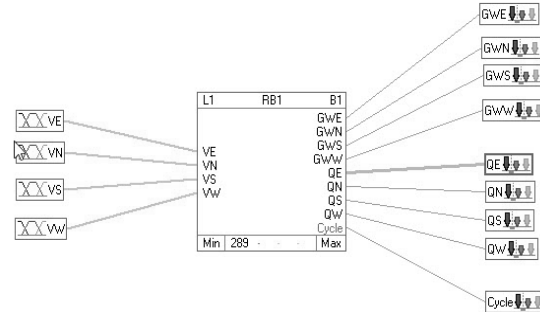 GWE
GWN
GWS
GWW
VE
VN
VS
VW
L1 RB1 B1
GWE
GWN
GWS
GWW
VE
VN
VS
VW
QE
QN
QS
QW
Cycle
Min 289 - - - Max
QE
QN
QS
QW
Cycle